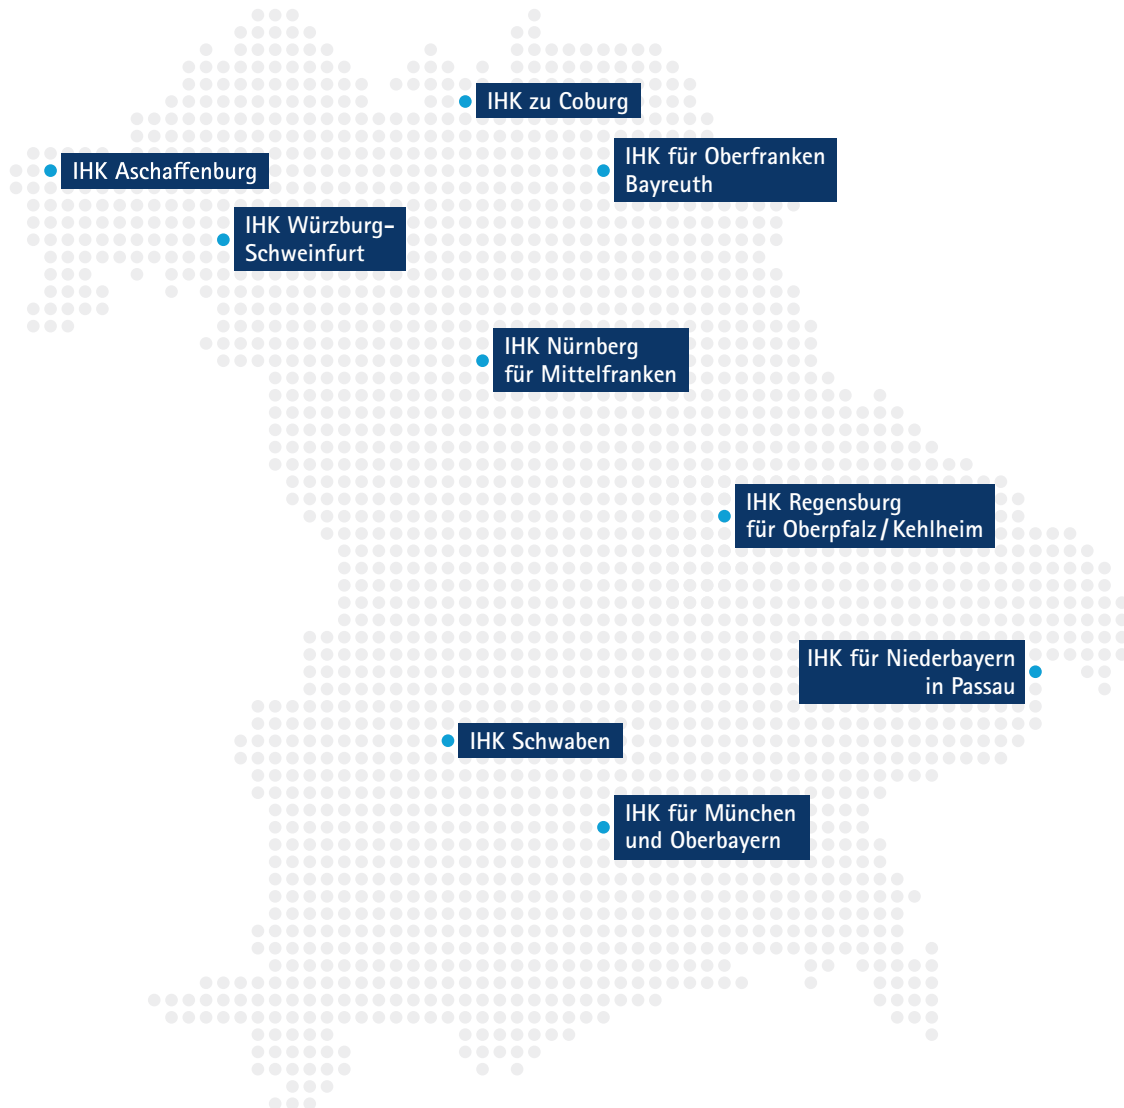 IHK zu Coburg
IHK für Oberfranken
Bayreuth
IHK Aschaffenburg
IHK Würzburg-
Schweinfurt
IHK Nürnberg
für Mittelfranken
IHK Regensburg
für Oberpfalz / Kehlheim
IHK für Niederbayern
in Passau
IHK Schwaben
IHK für München
und Oberbayern